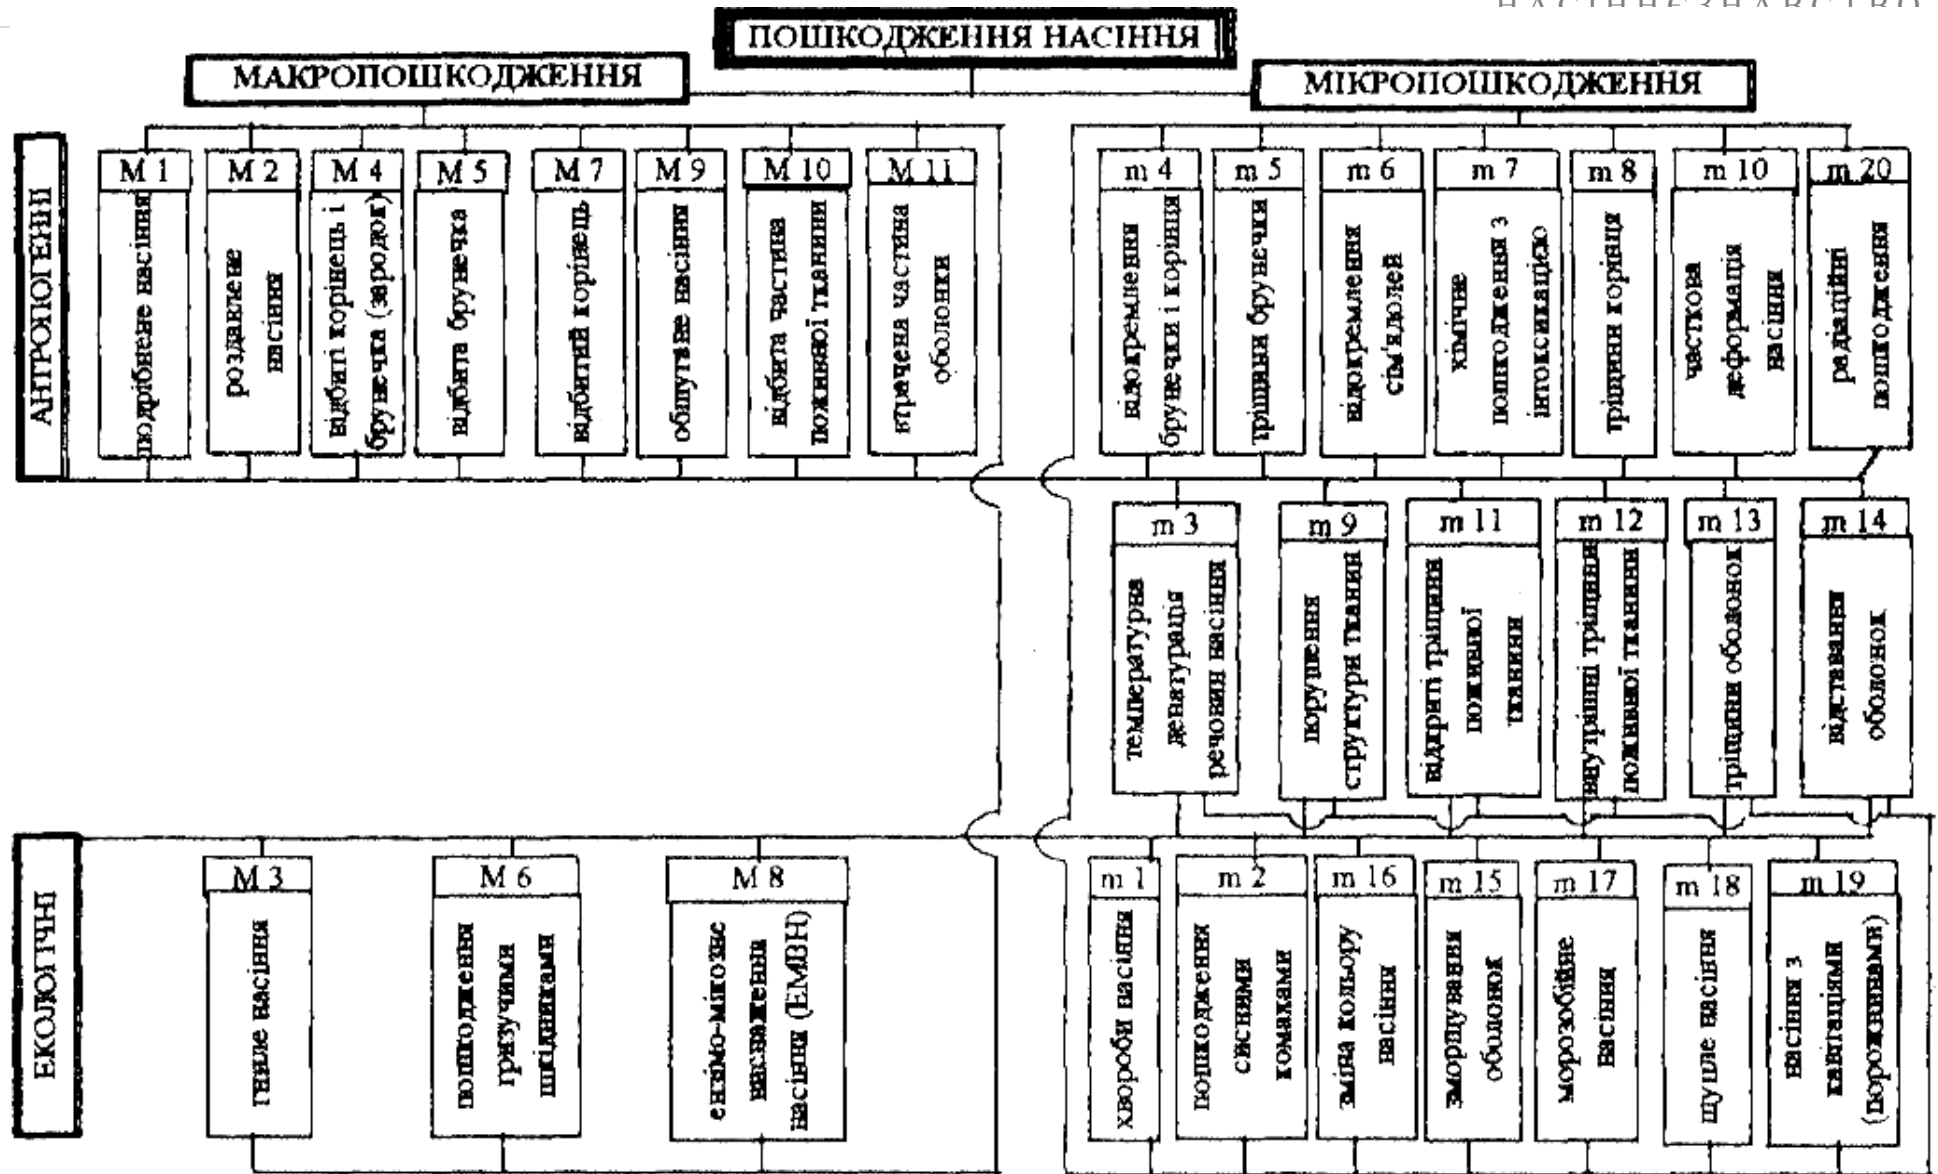 НАСІННЄЗНАВСТВО
ПОШКОДЖЕННЯ НАСІННЯ
МАКРОПОШКОДЖЕННЯ
МІКРОПОШКОДЖЕННЯ
АНТРОПОГЕННІ
М 1
подрібнене насіння
М 2
роздавлене
насіння
М 4
відбиті корінець і
брунечка (зародок)
М 5
відбита брунечка
М 7
відбитий корінець
М 9
обшутвне насіння
М 10
відбита частина
поживної тканини
М 11
втрачена частина
оболонки
m 4
відокремлення
брунечки і корінця
m 5
тріщини брунечки
m 6
відокремлення
сім'ядолей
m 7
хімічне
пошкодження з
інтоксикацією
m 8
тріщини корінця
m 10
часткова
деформація
насіння
m 20
радіаційні
пошкодження
m 3
температурна
денатурація
речовин насіння
m 9
порушення
структури тканин
m 11
відкриті тріщини
поживної
тканини
m 12
внутрішні тріщини
поживної тканини
m 13
тріщини оболонок
m 14
відставання
оболонок
ЕКОЛОГІЧНІ
М 3
гниле насіння
М 6
пошкодження
гризучими
шкідниками
М 8
ензімо-мікозне
виснаження
насіння (ЕМВН)
m 1
хвороби насіння
m 2
пошкодження
сисними
комахами
m 16
зміна кольору
насіння
m 15
зморщування
оболонок
m 17
морозобійне
насіння
m 18
щупле насіння
m 19
насіння з
кавітаціями
(порожнинами)